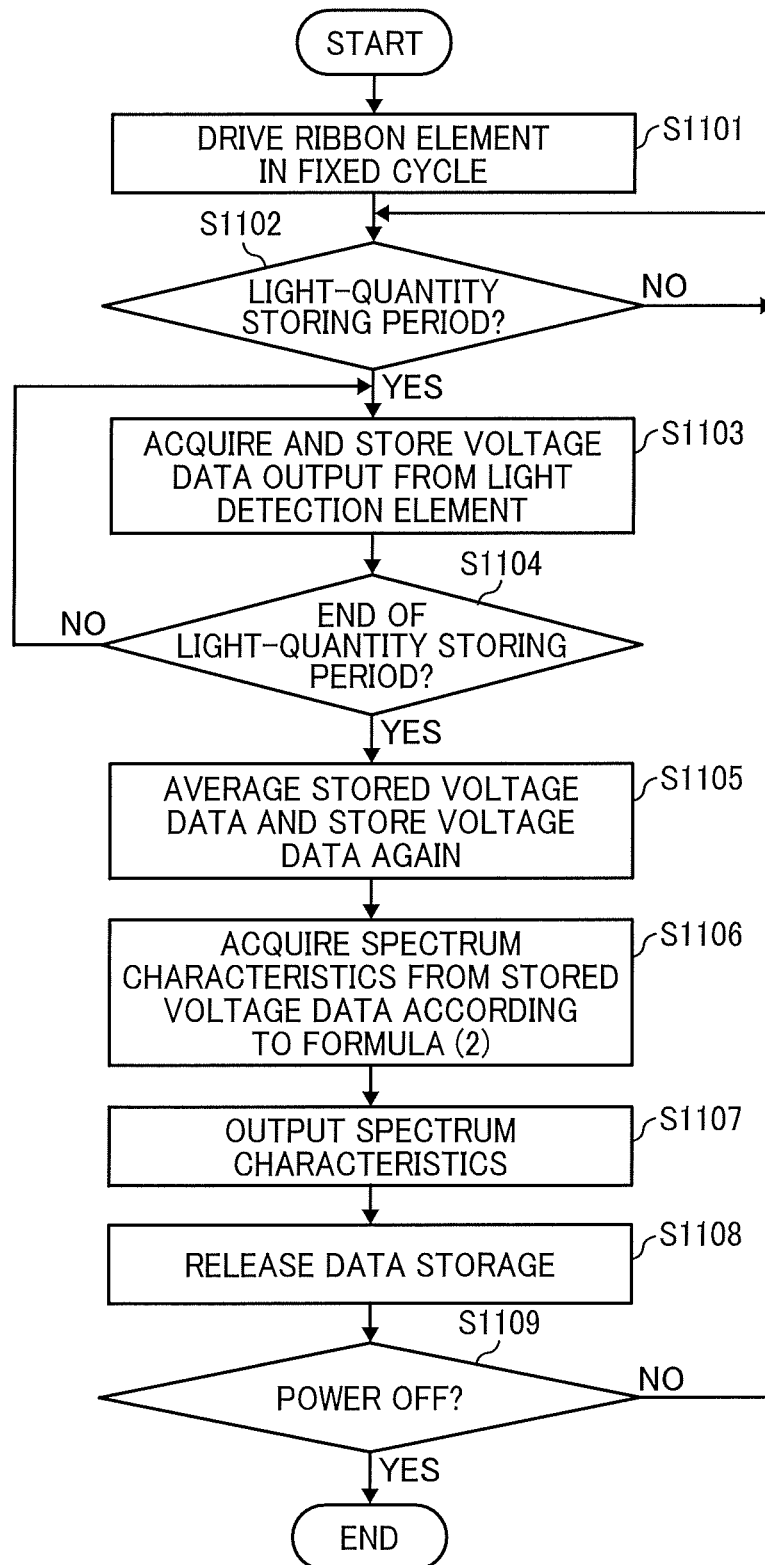 START
DRIVE RIBBON ELEMENT
IN FIXED CYCLE
S1101
S1102
LIGHT-QUANTITY
STORING PERIOD?
NO
YES
ACQUIRE AND STORE VOLTAGE
DATA OUTPUT FROM LIGHT
DETECTION ELEMENT
S1103
S1104
END OF
LIGHT-QUANTITY STORING
PERIOD?
NO
YES
AVERAGE STORED VOLTAGE
DATA AND STORE VOLTAGE
DATA AGAIN
S1105
ACQUIRE SPECTRUM
CHARACTERISTICS FROM STORED
VOLTAGE DATA ACCORDING
TO FORMULA (2)
S1106
OUTPUT SPECTRUM
CHARACTERISTICS
S1107
RELEASE DATA STORAGE
S1108
S1109
POWER OFF?
NO
YES
END